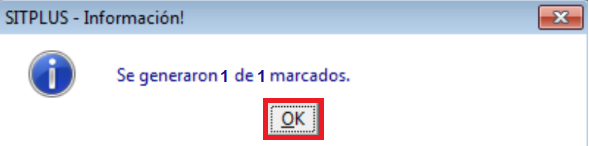 SITPLUS - Información!
Se generaron 1 de 1 marcados.
OK